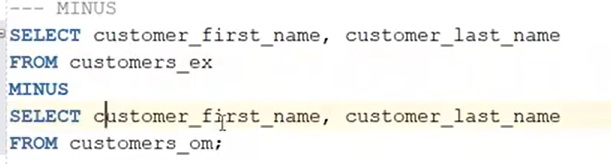 --- MINUS
SELECT customer_first_name, customer_last_name
FROM customers_ex
MINUS
SELECT customer_first_name, customer_last_name
FROM customers_om;